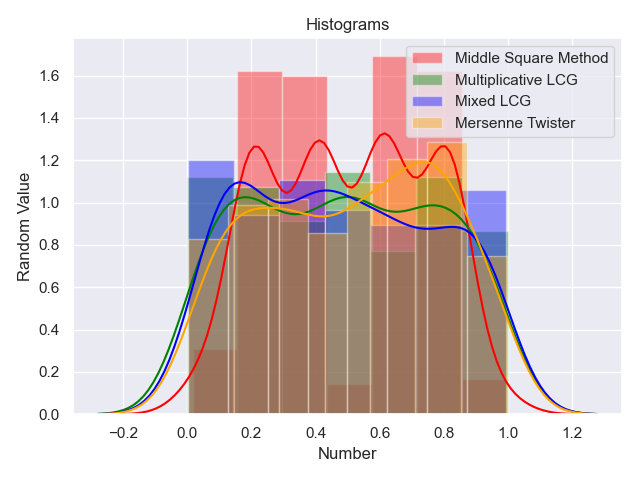 Histograms
Middle Square Method
Multiplicative LCG
Mixed LCG
Mersenne Twister
Random Value
1.6
1.4
1.2
1.0
0.8
0.6
0.4
0.2
0.0
−0.2 0.0 0.2 0.4 0.6 0.8 1.0 1.2
Number